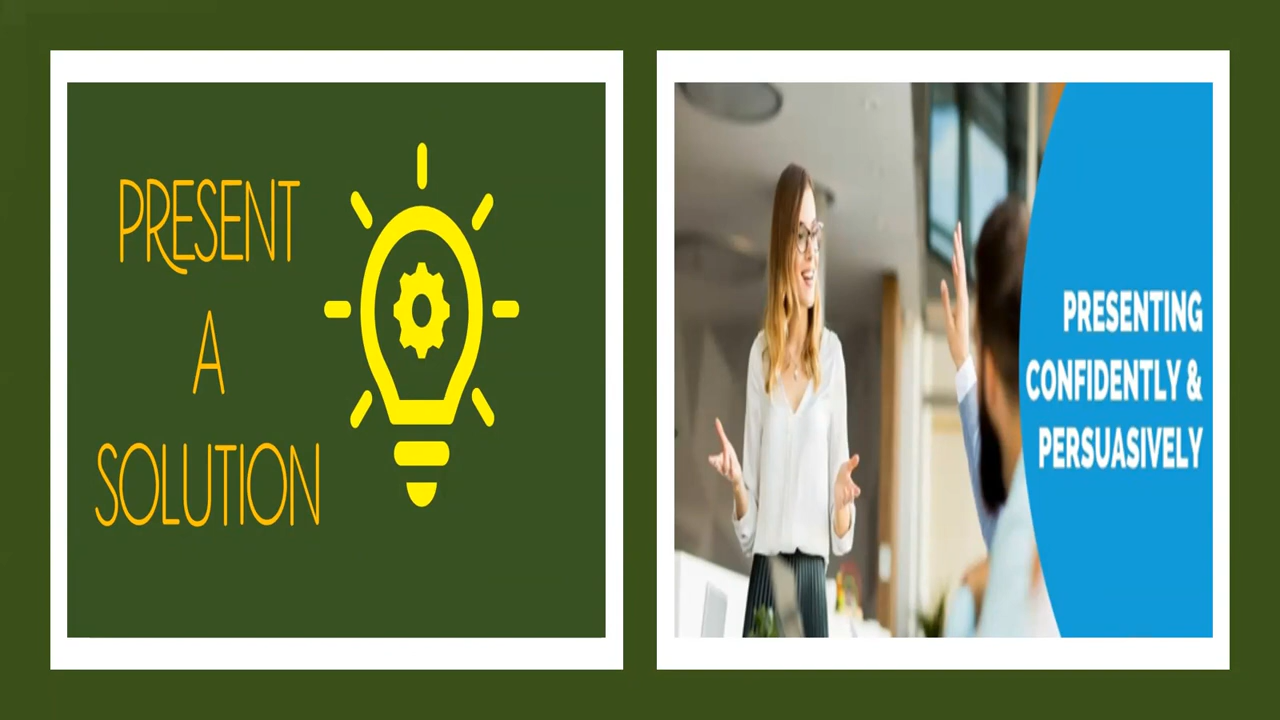 PRESENT
A
SOLUTION
PRESENTING
CONFIDENTLY &
PERSUASIVELY